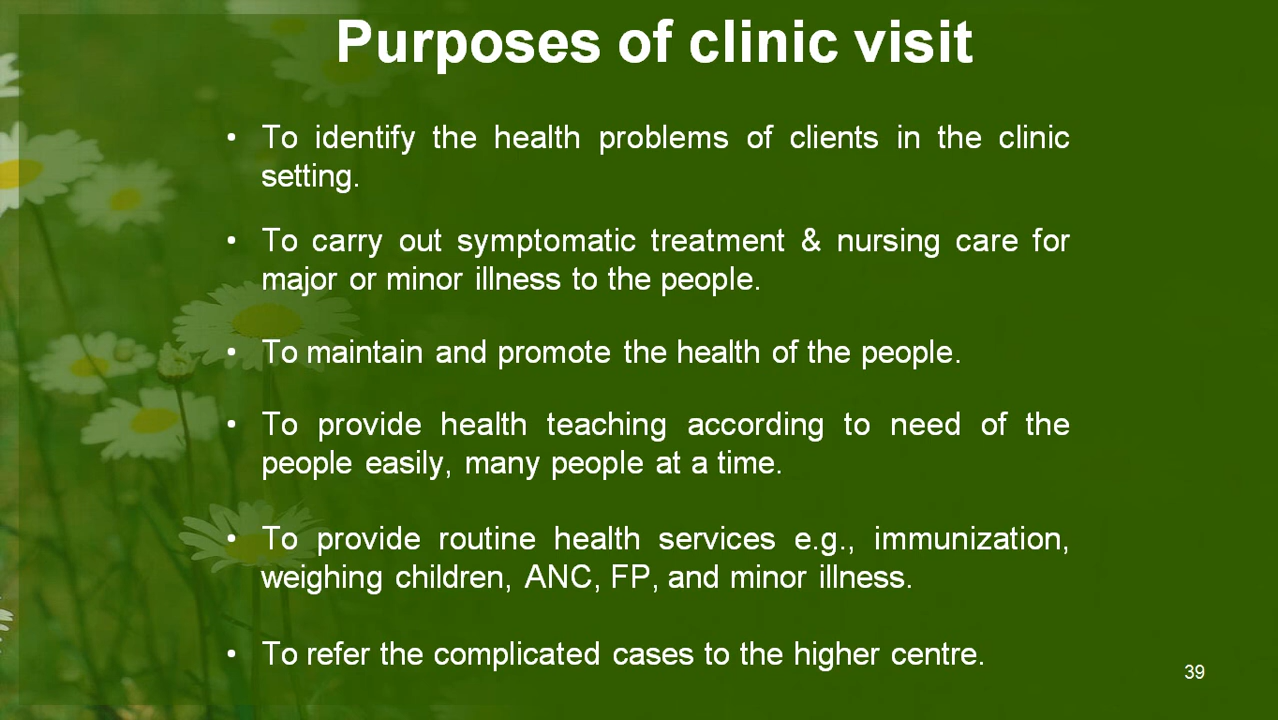 Purposes of clinic visit
• To identify the health problems of clients in the clinic
setting.
• To carry out symptomatic treatment & nursing care for
major or minor illness to the people.
• To maintain and promote the health of the people.
• To provide health teaching according to need of the
people easily, many people at a time.
• To provide routine health services e.g., immunization,
weighing children, ANC, FP, and minor illness.
• To refer the complicated cases to the higher centre.
39